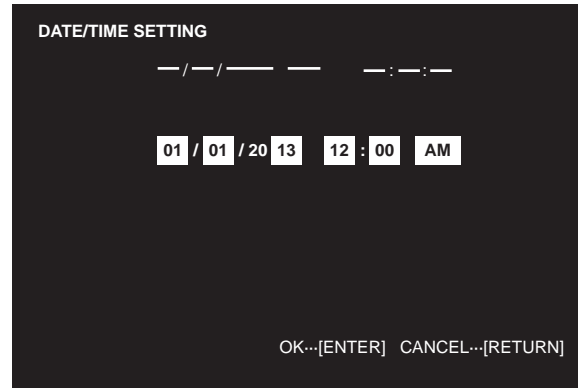 DATE/TIME SETTING
—/—/—— —— —:—:—
01 / 01 / 20 13 12 : 00 AM
OK···[ENTER] CANCEL···[RETURN]